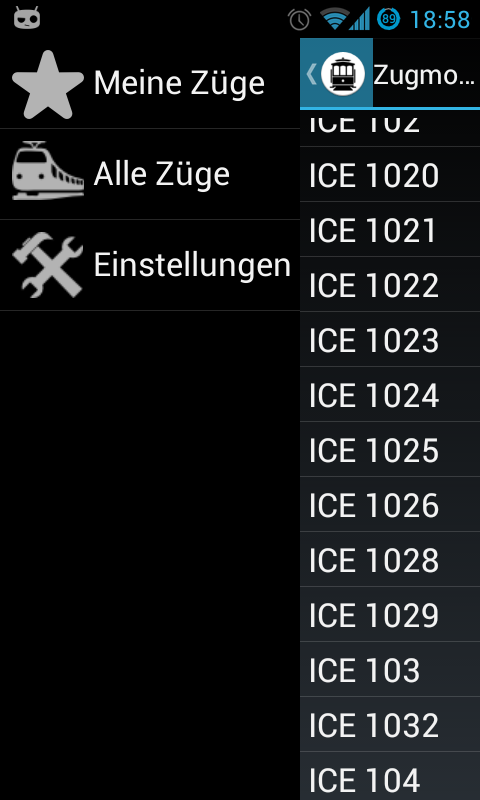 89 18:58
Meine Züge
Alle Züge
Einstellungen
Zugmo...
ICE 102
ICE 1020
ICE 1021
ICE 1022
ICE 1023
ICE 1024
ICE 1025
ICE 1026
ICE 1028
ICE 1029
ICE 103
ICE 1032
ICE 104